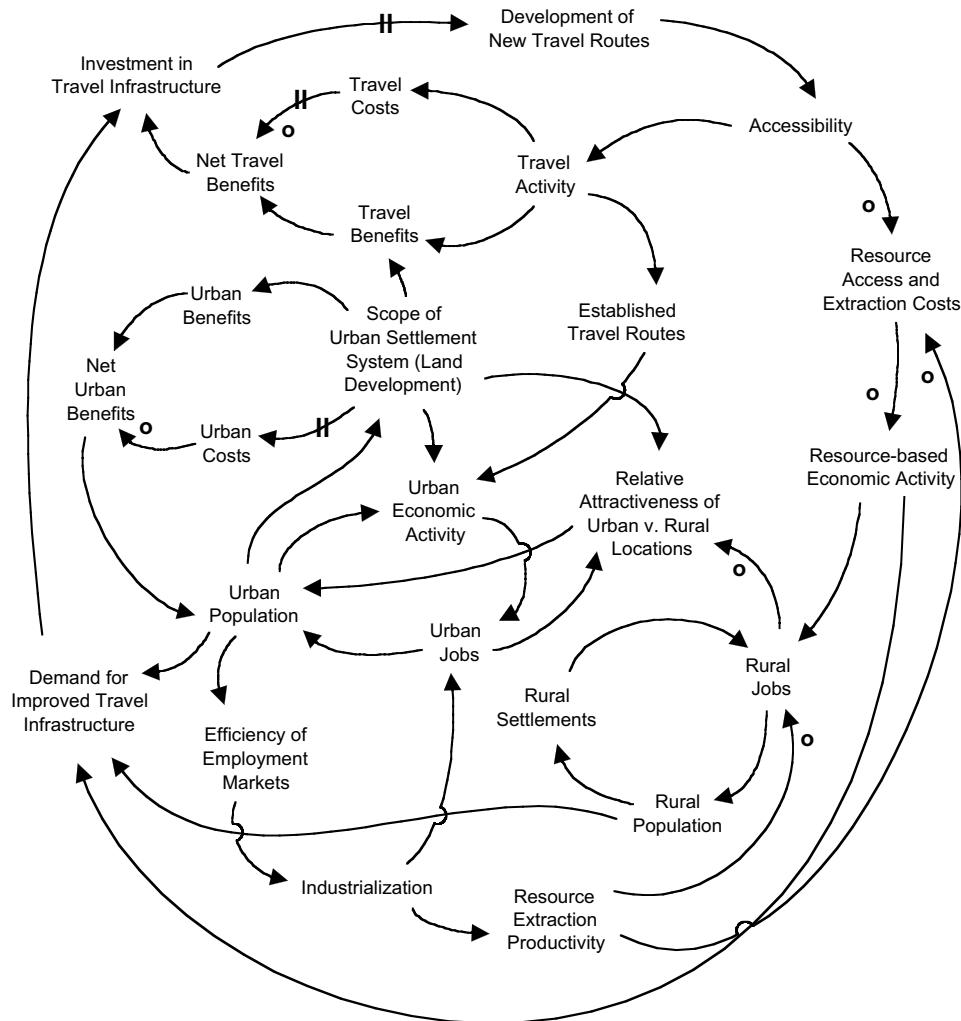 Development of
New Travel Routes
Investment in
Travel Infrastructure
Travel
Costs
Accessibility
o
Net Travel
Benefits
Travel
Activity
o
Travel
Benefits
Resource
Access and
Extraction Costs
Urban
Benefits
Scope of
Urban Settlement
System (Land
Development)
Established
Travel Routes
Net
Urban
Benefits
o
o
o
Urban
Costs
Resource-based
Economic Activity
Urban
Economic
Activity
Relative
Attractiveness of
Urban v. Rural
Locations
o
Urban
Population
Urban
Jobs
Rural
Jobs
Demand for
Improved Travel
Infrastructure
Rural
Settlements
Efficiency of
Employment
Markets
o
Rural
Population
Industrialization
Resource
Extraction
Productivity